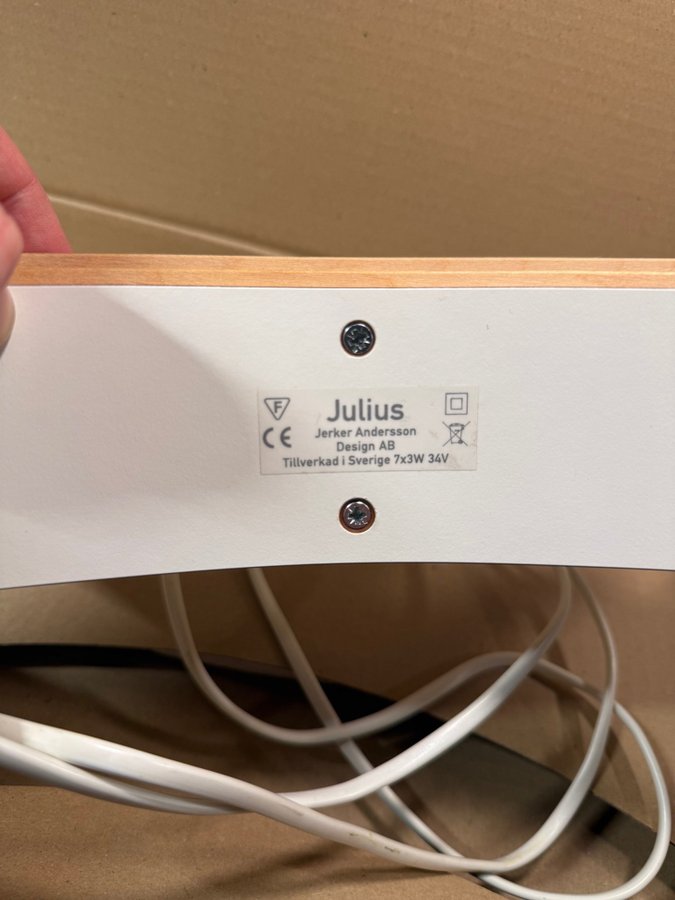 F
Julius
CE
Jerker Andersson
Design AB
Tillverkad i Sverige 7x3W 34V